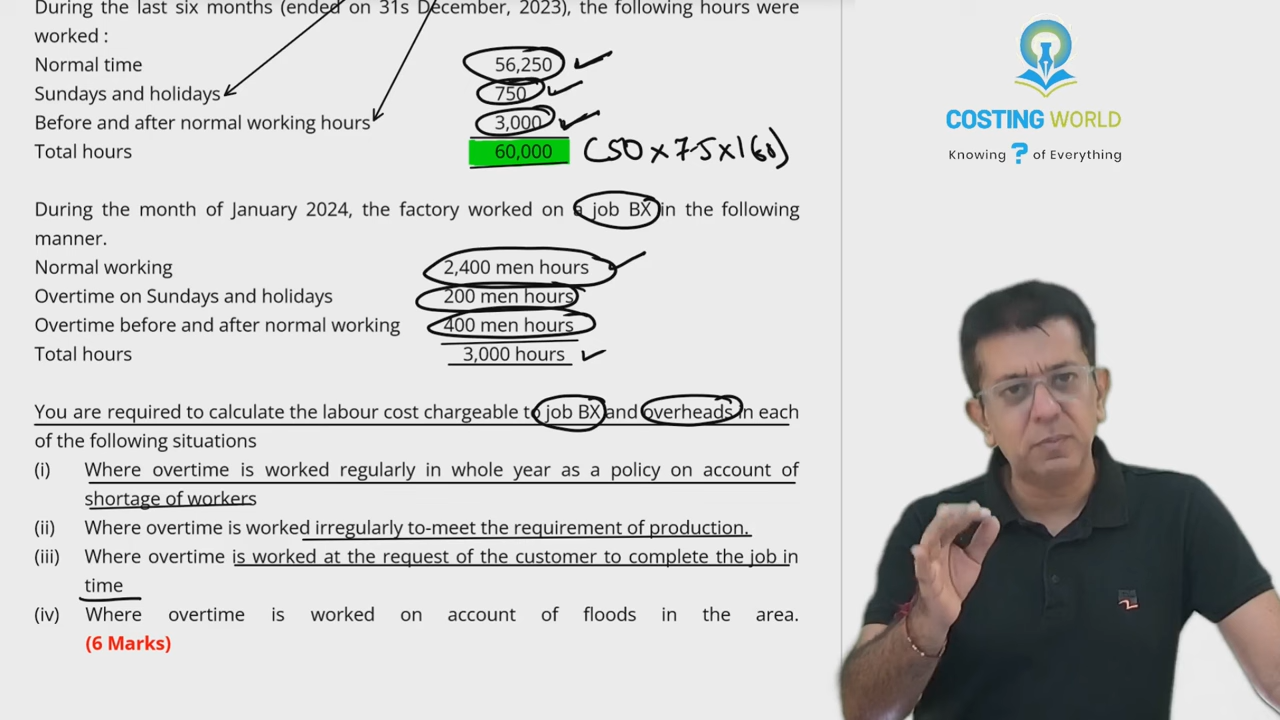 During the last six months (ended on 31s December, 2023), the following hours were
worked :
Normal time 56,250
Sundays and holidays 750
Before and after normal working hours 3,000
Total hours 60,000 (50 x 7.5 x 160)
During the month of January 2024, the factory worked on a job BX in the following
manner.
Normal working 2,400 men hours
Overtime on Sundays and holidays 200 men hours
Overtime before and after normal working 400 men hours
Total hours 3,000 hours
You are required to calculate the labour cost chargeable to job BX and overheads in each
of the following situations
(i) Where overtime is worked regularly in whole year as a policy on account of
shortage of workers
(ii) Where overtime is worked irregularly to-meet the requirement of production.
(iii) Where overtime is worked at the request of the customer to complete the job in
time
(iv) Where overtime is worked on account of floods in the area.
(6 Marks)
COSTING WORLD
Knowing ? of Everything